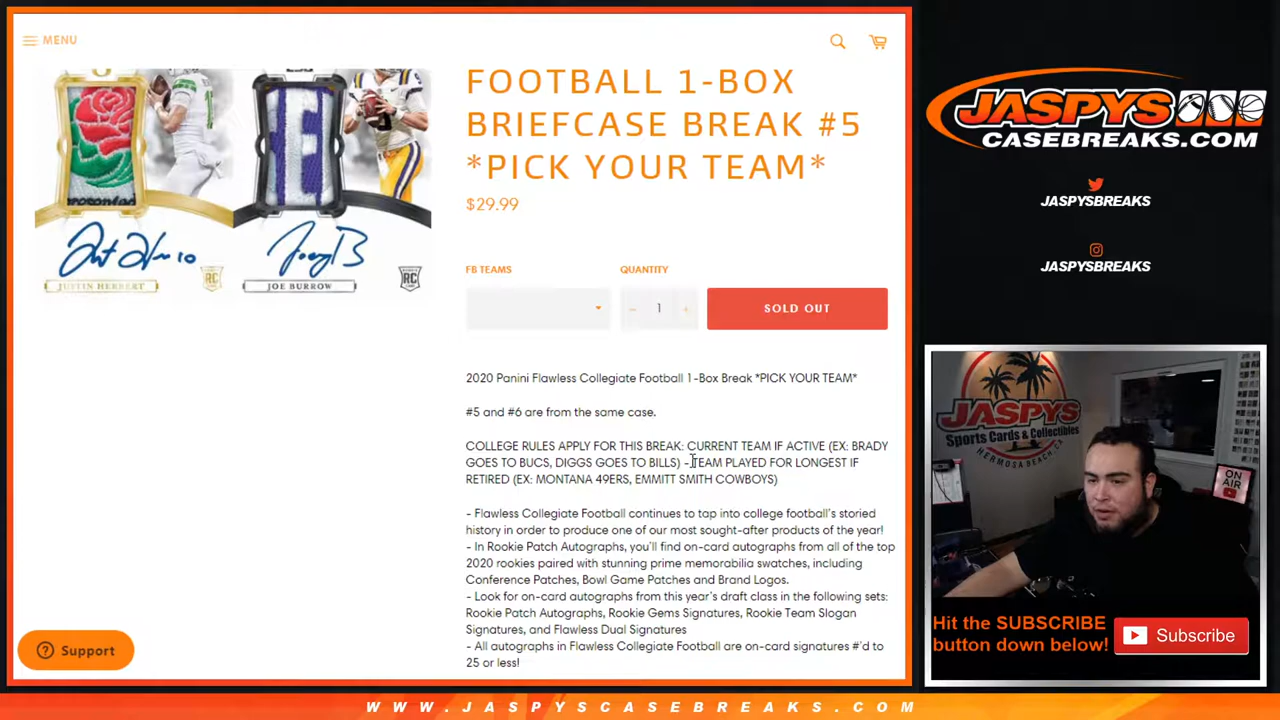 MENU
FOOTBALL 1-BOX
BRIEFCASE BREAK #5
*PICK YOUR TEAM*
$29.99
FB TEAMS
QUANTITY
− 1 +
SOLD OUT
2020 Panini Flawless Collegiate Football 1-Box Break *PICK YOUR TEAM*
#5 and #6 are from the same case.
COLLEGE RULES APPLY FOR THIS BREAK: CURRENT TEAM IF ACTIVE (EX: BRADY
GOES TO BUCS, DIGGS GOES TO BILLS) - TEAM PLAYED FOR LONGEST IF
RETIRED (EX: MONTANA 49ERS, EMMITT SMITH COWBOYS)
- Flawless Collegiate Football continues to tap into college football's storied
history in order to produce one of our most sought-after products of the year!
- In Rookie Patch Autographs, you'll find on-card autographs from all of the top
2020 rookies paired with stunning prime memorabilia swatches, including
Conference Patches, Bowl Game Patches and Brand Logos.
- Look for on-card autographs from this year's draft class in the following sets:
Rookie Patch Autographs, Rookie Gems Signatures, Rookie Team Slogan
Signatures, and Flawless Dual Signatures
- All autographs in Flawless Collegiate Football are on-card signatures #'d to
25 or less!
JUSTIN HERBERT
RC
JOE BURROW
RC
Support
JASPYS
CASEBREAKS.COM
JASPYSBREAKS
JASPYSBREAKS
JASPYS
Sports Cards & Collectibles
HERMOSA BEACH, CA
ON AIR
Hit the SUBSCRIBE
button down below!
Subscribe
WWW.JASPYSCASEBREAKS.COM